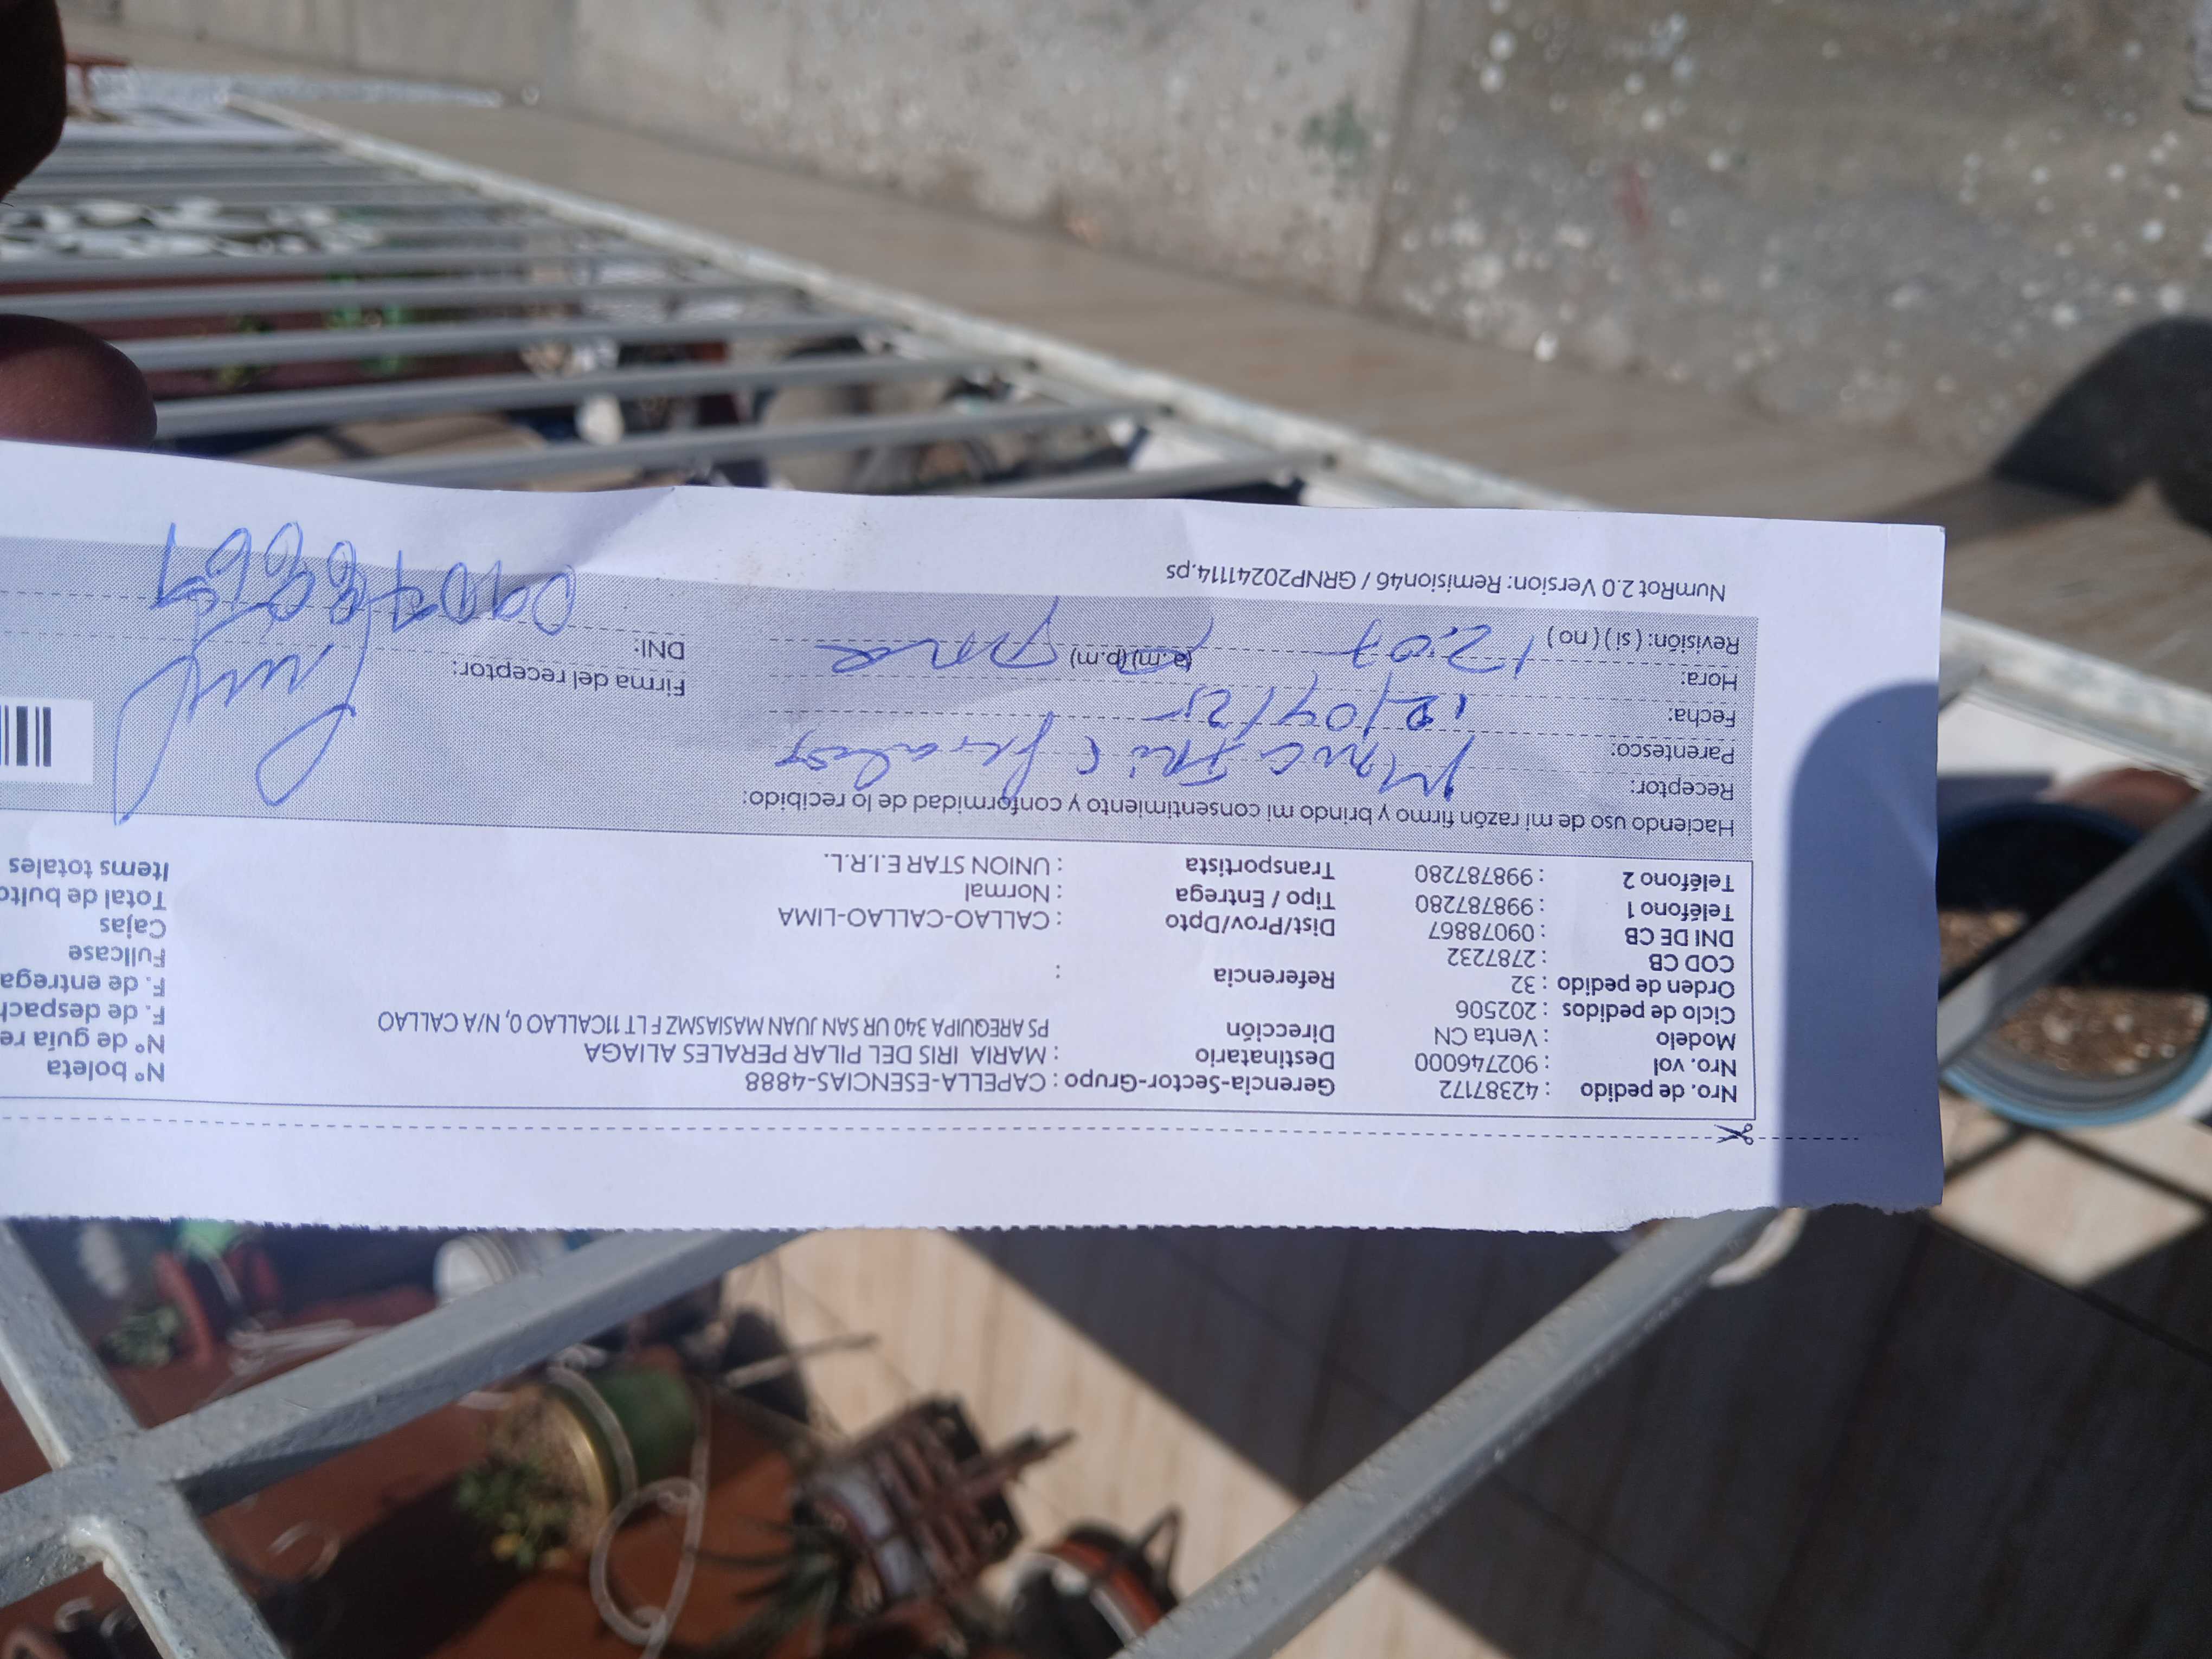 Nro. de pedido : 42387172 Gerencia-Sector-Grupo : CAPELLA-ESENCIAS-4888 N° boleta
Nro. vol : 902746000 Destinatario : MARIA IRIS DEL PILAR PERALES ALIAGA N° de guía re
Modelo : Venta CN Dirección PS AREQUIPA 340 UR SAN JUAN MASIASMZ F LT 11CALLAO 0, N/A CALLAO F. de despach
Ciclo de pedidos : 202506 F. de entrega
Orden de pedido : 32 Referencia : Fullcase
COD CB : 2787232 Cajas
DNI DE CB : 09078867 Dist/Prov/Dpto : CALLAO-CALLAO-LIMA Total de bulto
Teléfono 1 : 998787280 Tipo / Entrega : Normal Items totales
Teléfono 2 : 998787280 Transportista : UNION STAR E.I.R.L.
Haciendo uso de mi razón firmo y brindo mi consentimiento y conformidad de lo recibido:
Receptor:
Parentesco:
Fecha: 12/04/25
Hora: 12:07 (a.m) (p.m) pm Firma del receptor:
Revisión: ( si ) ( no ) DNI: 09078867
NumRot 2.0 Version: Remision46 / GRNP20241114.ps